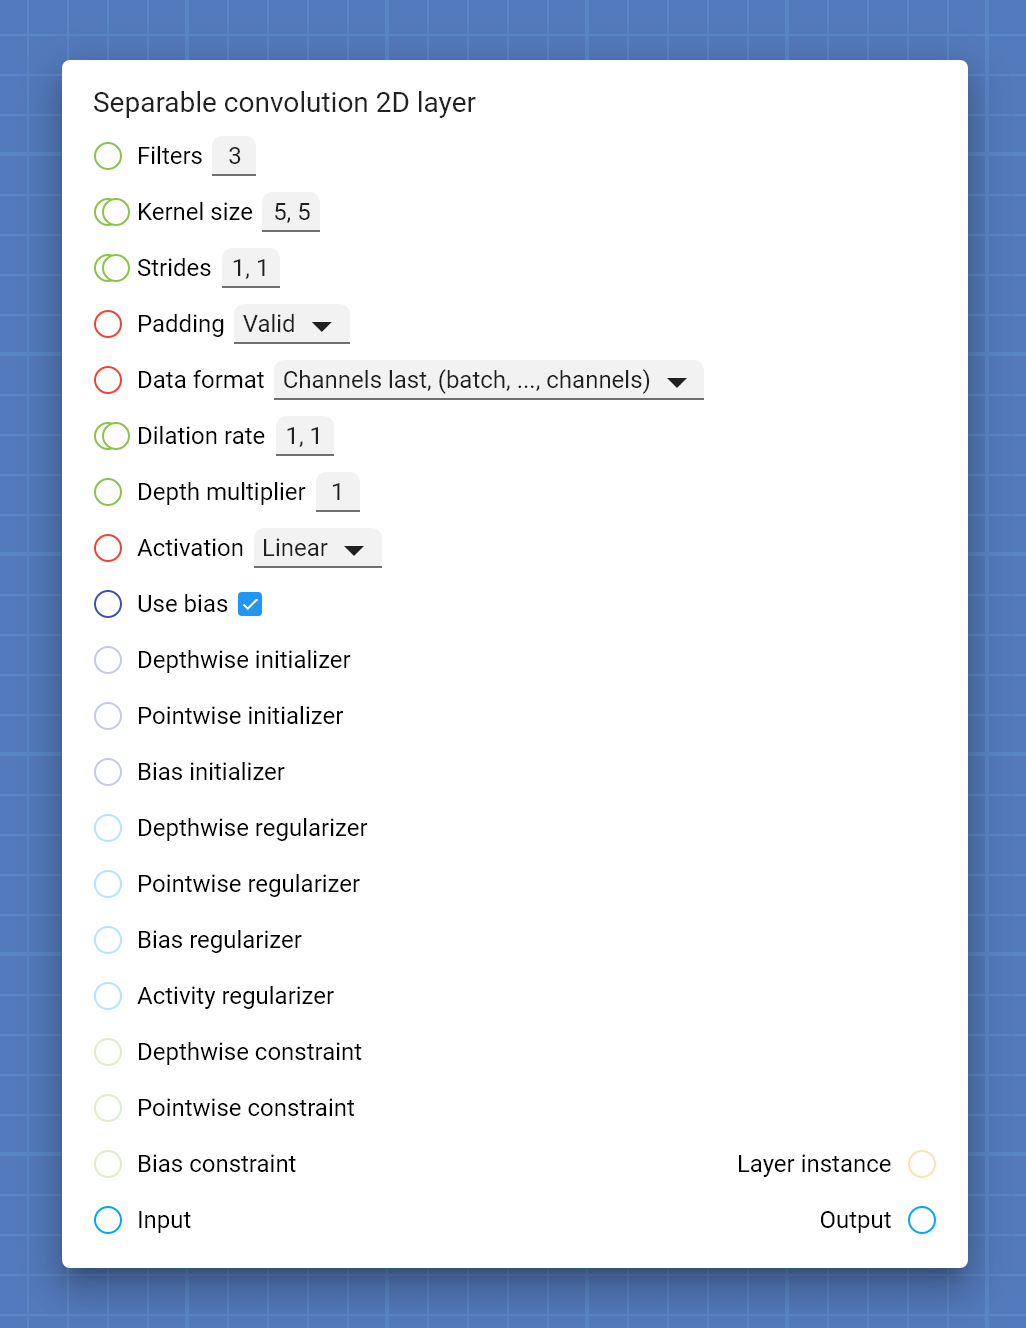 Separable convolution 2D layer
Filters 3
Kernel size 5, 5
Strides 1, 1
Padding Valid
Data format Channels last, (batch, ..., channels)
Dilation rate 1, 1
Depth multiplier 1
Activation Linear
Use bias
Depthwise initializer
Pointwise initializer
Bias initializer
Depthwise regularizer
Pointwise regularizer
Bias regularizer
Activity regularizer
Depthwise constraint
Pointwise constraint
Bias constraint Layer instance
Input Output